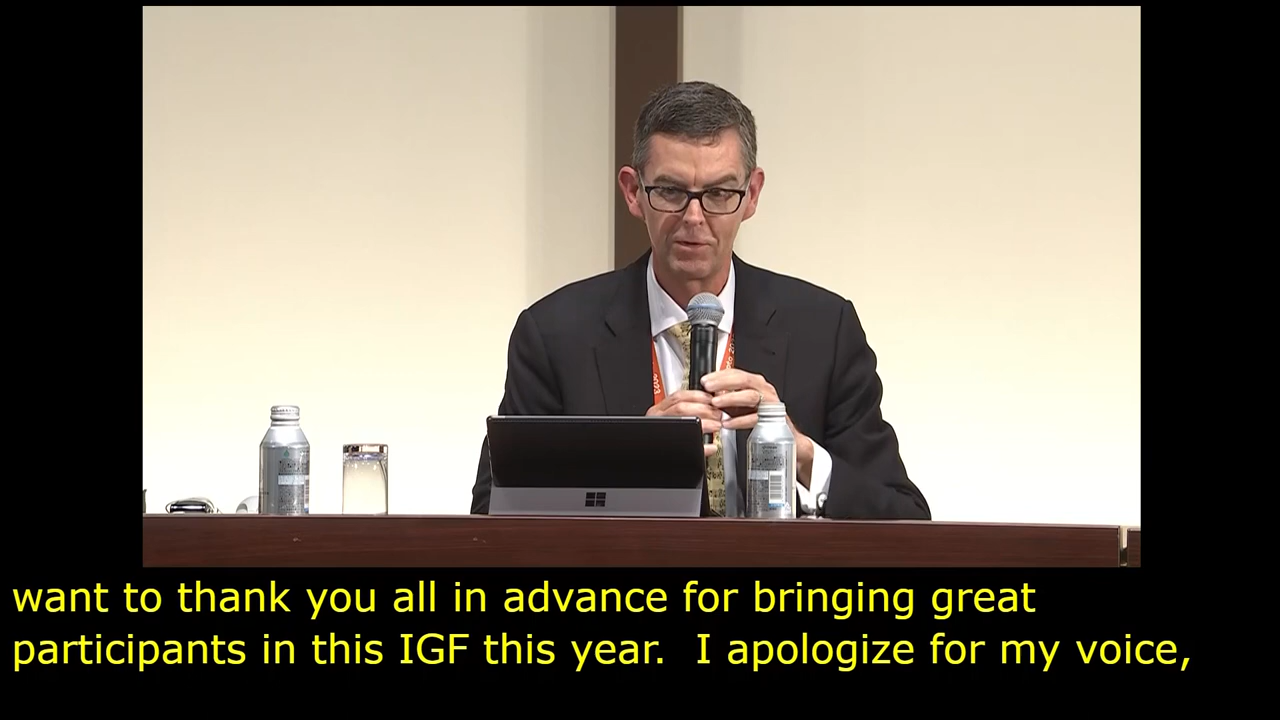 want to thank you all in advance for bringing great
participants in this IGF this year.  I apologize for my voice,